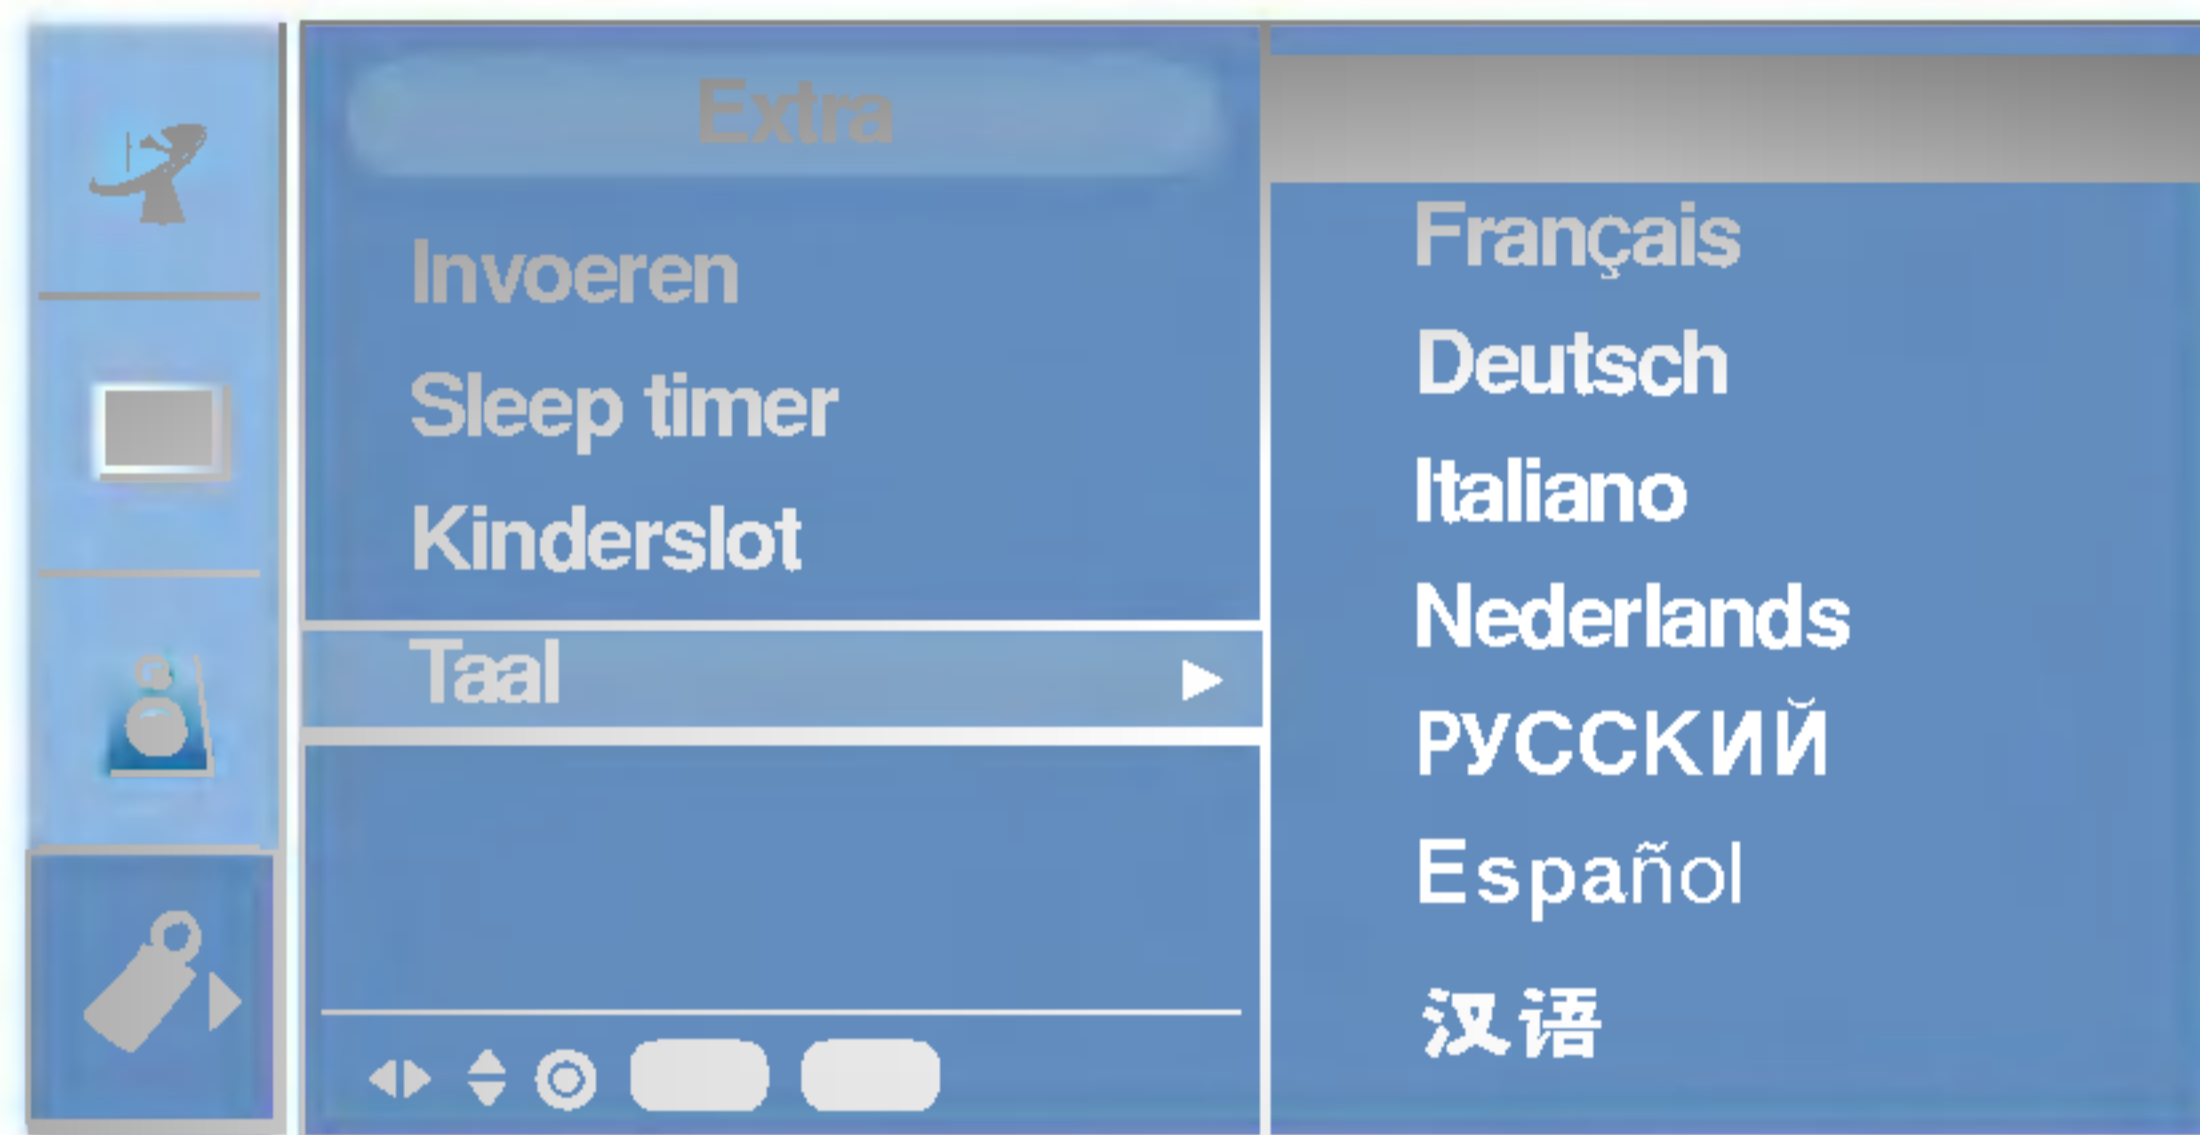 Extra
Invoeren
Sleep timer
Kinderslot
Taal
Français
Deutsch
Italiano
Nederlands
РУССКИЙ
Español
汉语